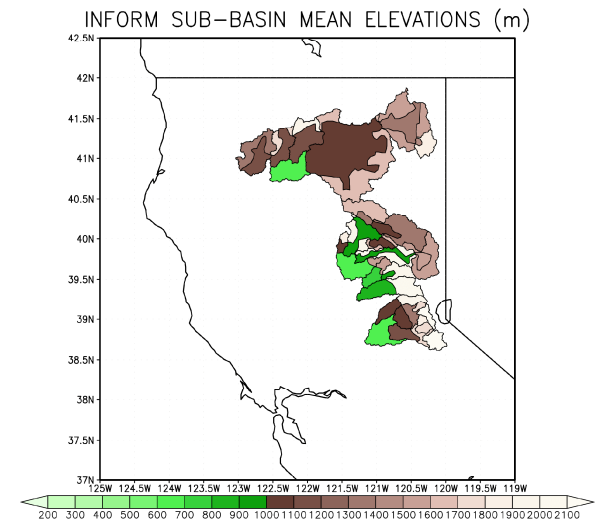 INFORM SUB-BASIN MEAN ELEVATIONS (m)
42.5N
42N
41.5N
41N
40.5N
40N
39.5N
39N
38.5N
38N
37.5N
37N
125W 124.5W 124W 123.5W 123W 122.5W 122W 121.5W 121W 120.5W 120W 119.5W 119W
200 300 400 500 600 700 800 900 1000 1100 1200 1300 1400 1500 1600 1700 1800 1900 2000 2100